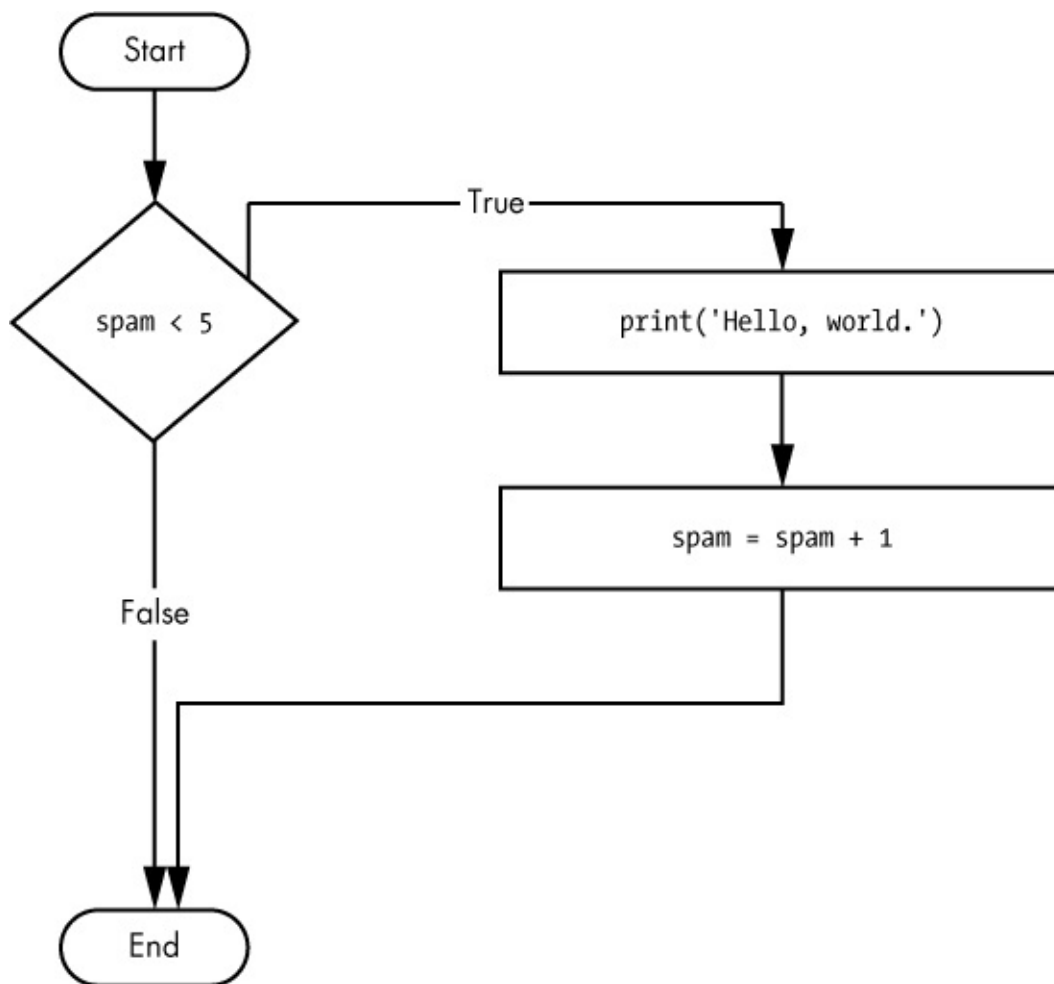 Start
True
spam < 5
print('Hello, world.')
spam = spam + 1
False
End